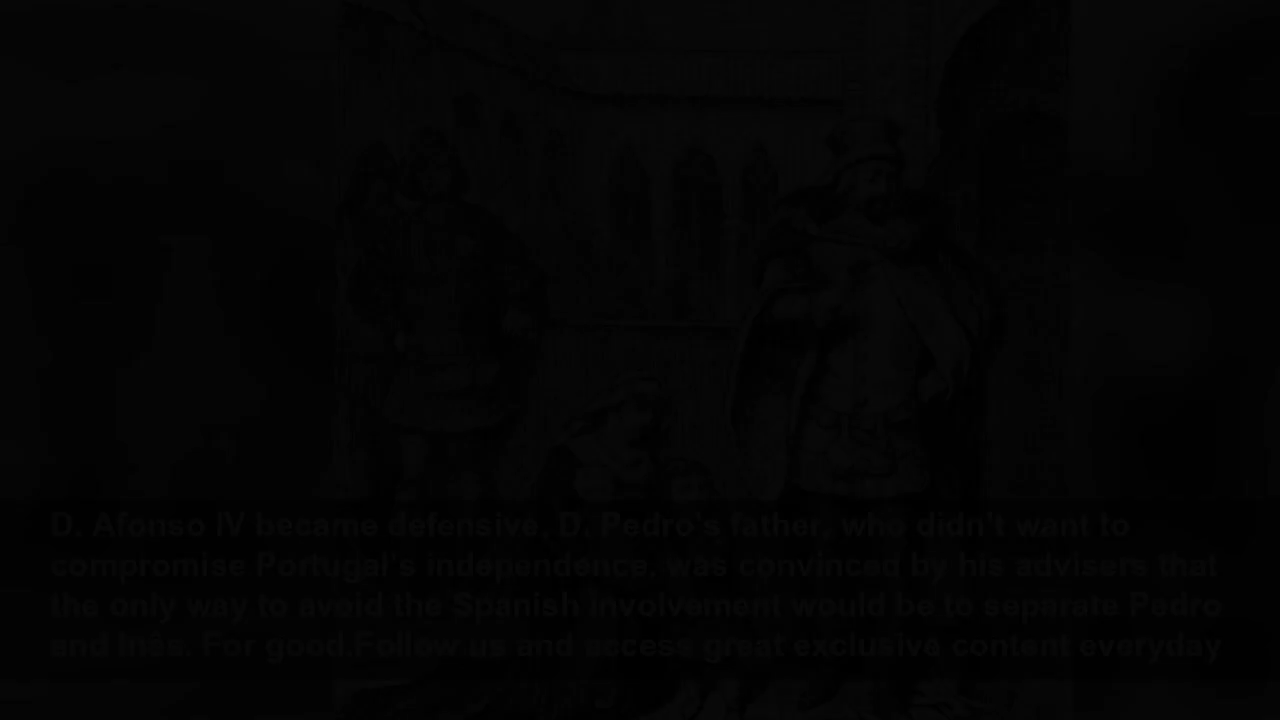 D. Afonso IV became defensive. D. Pedro's father, who didn't want to
compromise Portugal's independence, was convinced by his advisers that
the only way to avoid the Spanish involvement would be to separate Pedro
and Inês. For good.Follow us and access great exclusive content everyday